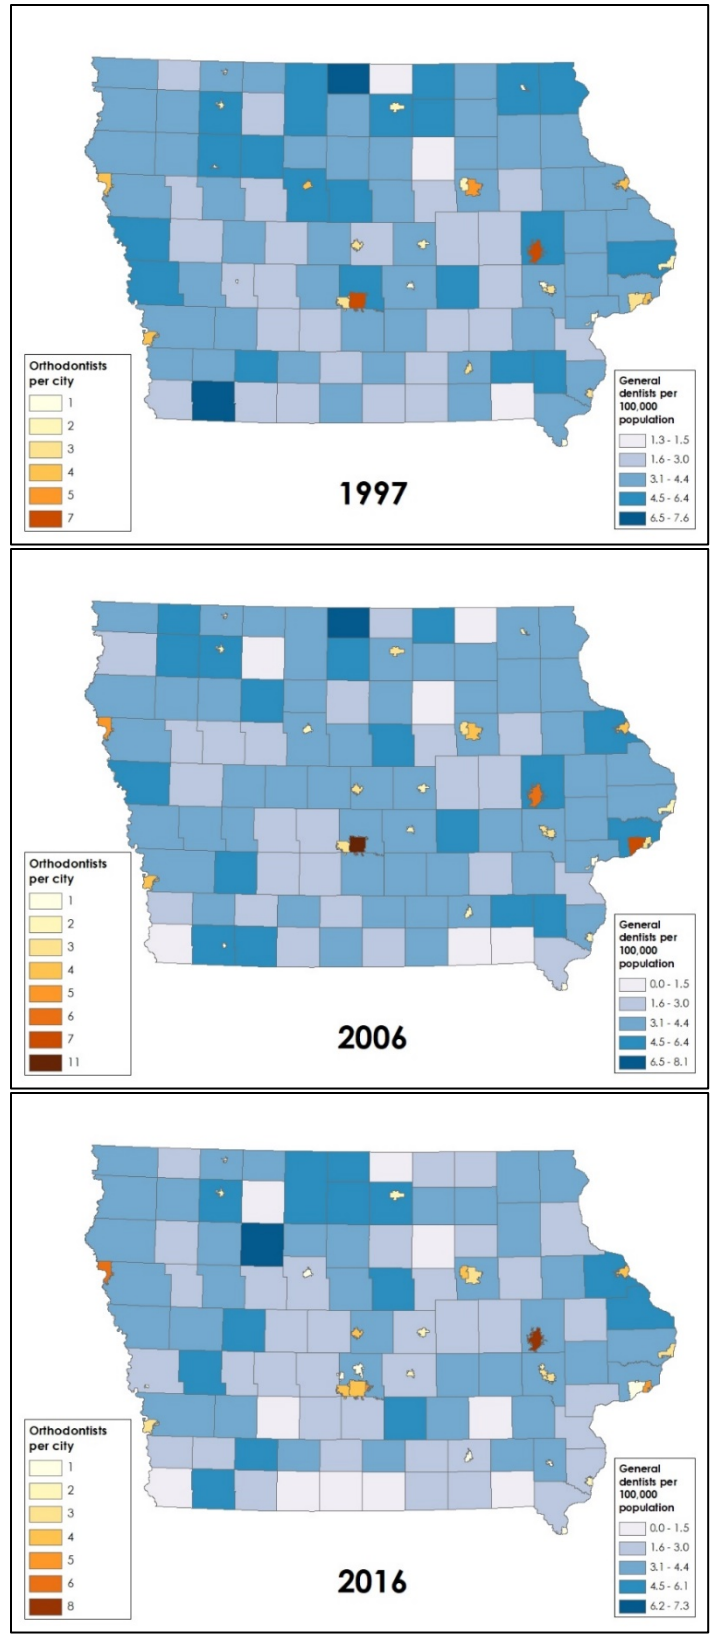 Orthodontists
per city
1
2
3
4
5
7
General
dentists per
100,000
population
1.3 - 1.5
1.6 - 3.0
3.1 - 4.4
4.5 - 6.4
6.5 - 7.6
1997
Orthodontists
per city
1
2
3
4
5
6
7
11
General
dentists per
100,000
population
0.0 - 1.5
1.6 - 3.0
3.1 - 4.4
4.5 - 6.4
6.5 - 8.1
2006
Orthodontists
per city
1
2
3
4
5
6
8
General
dentists per
100,000
population
0.0 - 1.5
1.6 - 3.0
3.1 - 4.4
4.5 - 6.1
6.2 - 7.3
2016